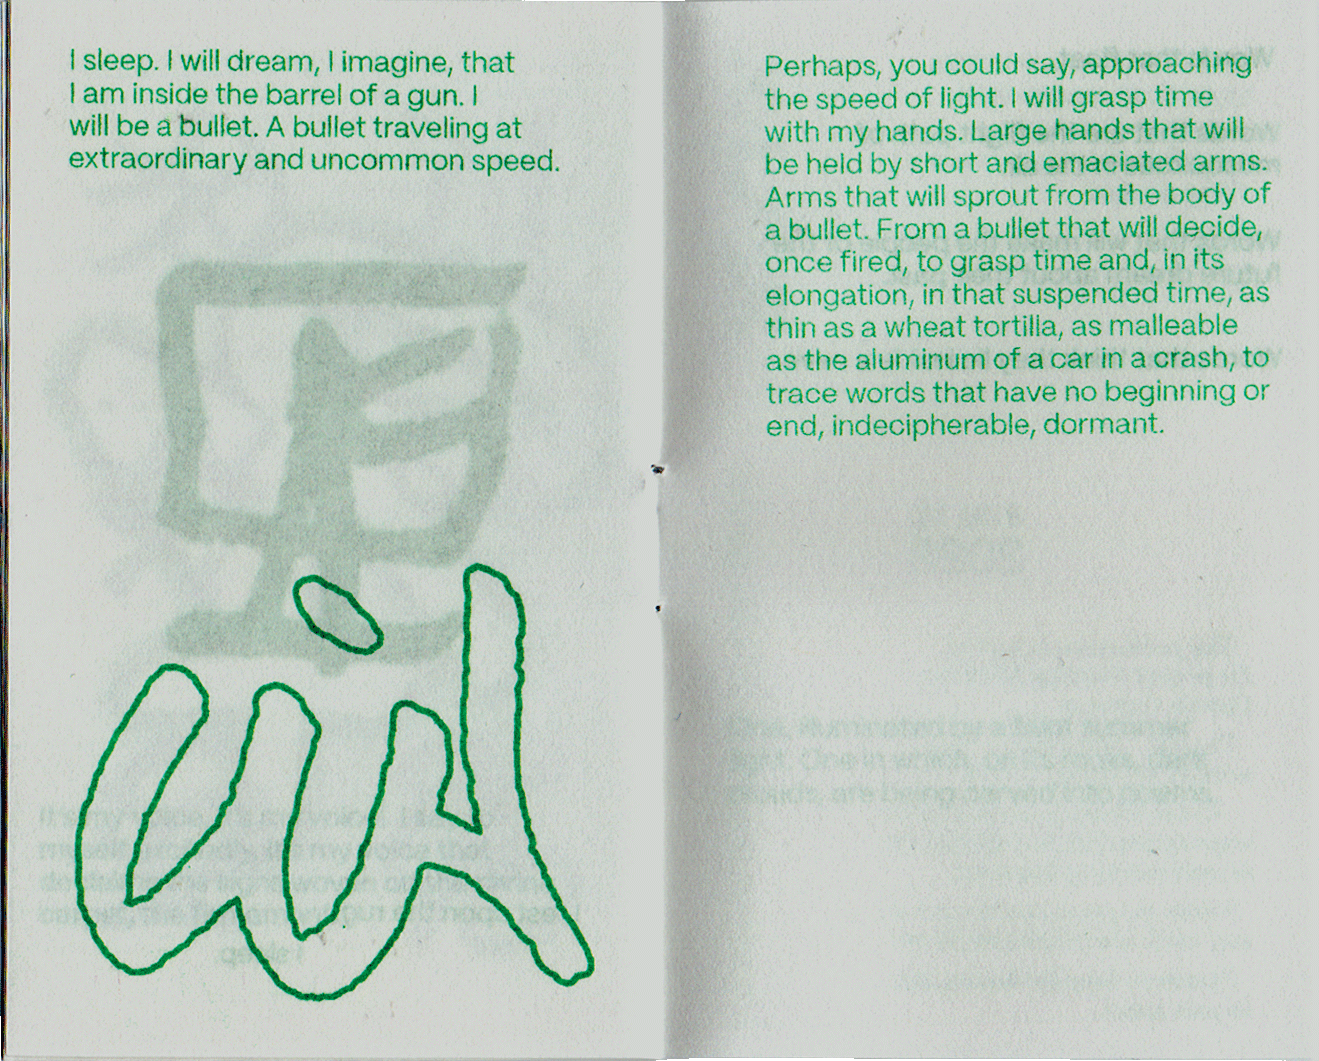 I sleep. I will dream, I imagine, that
I am inside the barrel of a gun. I
will be a bullet. A bullet traveling at
extraordinary and uncommon speed.
Perhaps, you could say, approaching
the speed of light. I will grasp time
with my hands. Large hands that will
be held by short and emaciated arms.
Arms that will sprout from the body of
a bullet. From a bullet that will decide,
once fired, to grasp time and, in its
elongation, in that suspended time, as
thin as a wheat tortilla, as malleable
as the aluminum of a car in a crash, to
trace words that have no beginning or
end, indecipherable, dormant.